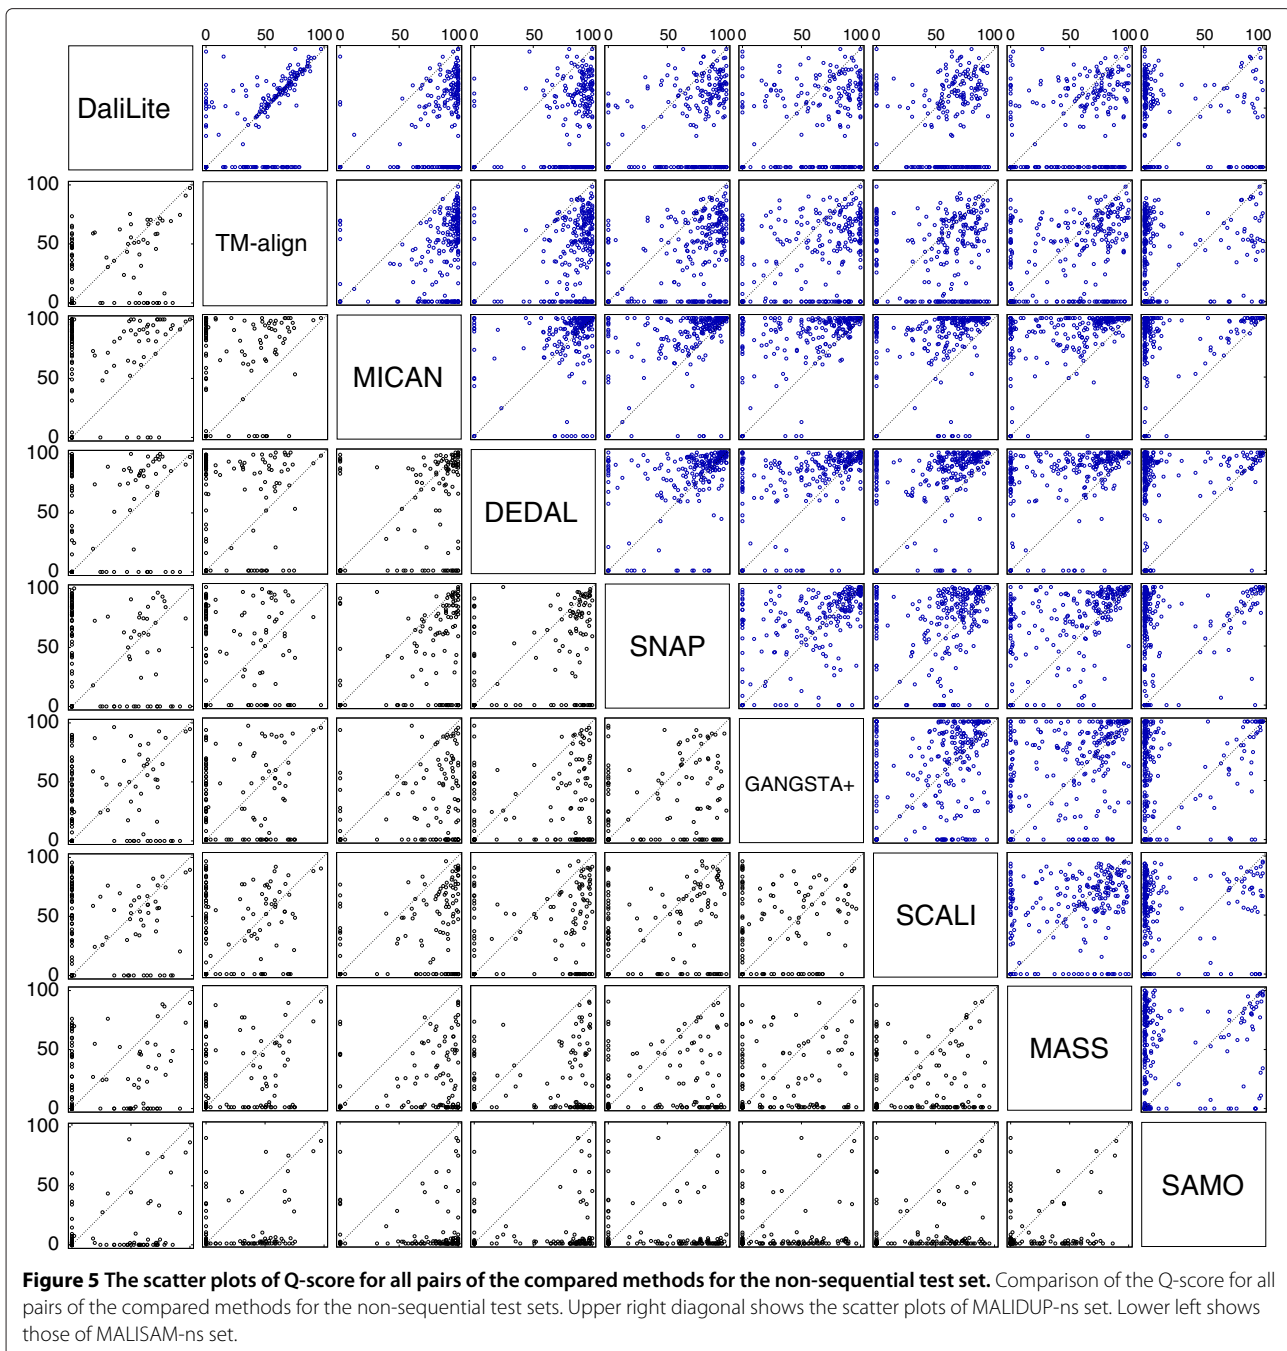 0 50 100 0 50 100 0 50 100 0 50 100 0 50 100 0 50 100 0 50 100 0 50 100
DaliLite
100
50
0
TM-align
100
50
0
MICAN
100
50
0
DEDAL
100
50
0
SNAP
100
50
0
GANGSTA+
100
50
0
SCALI
100
50
0
MASS
100
50
0
SAMO
Figure 5 The scatter plots of Q-score for all pairs of the compared methods for the non-sequential test set. Comparison of the Q-score for all
pairs of the compared methods for the non-sequential test sets. Upper right diagonal shows the scatter plots of MALIDUP-ns set. Lower left shows
those of MALISAM-ns set.